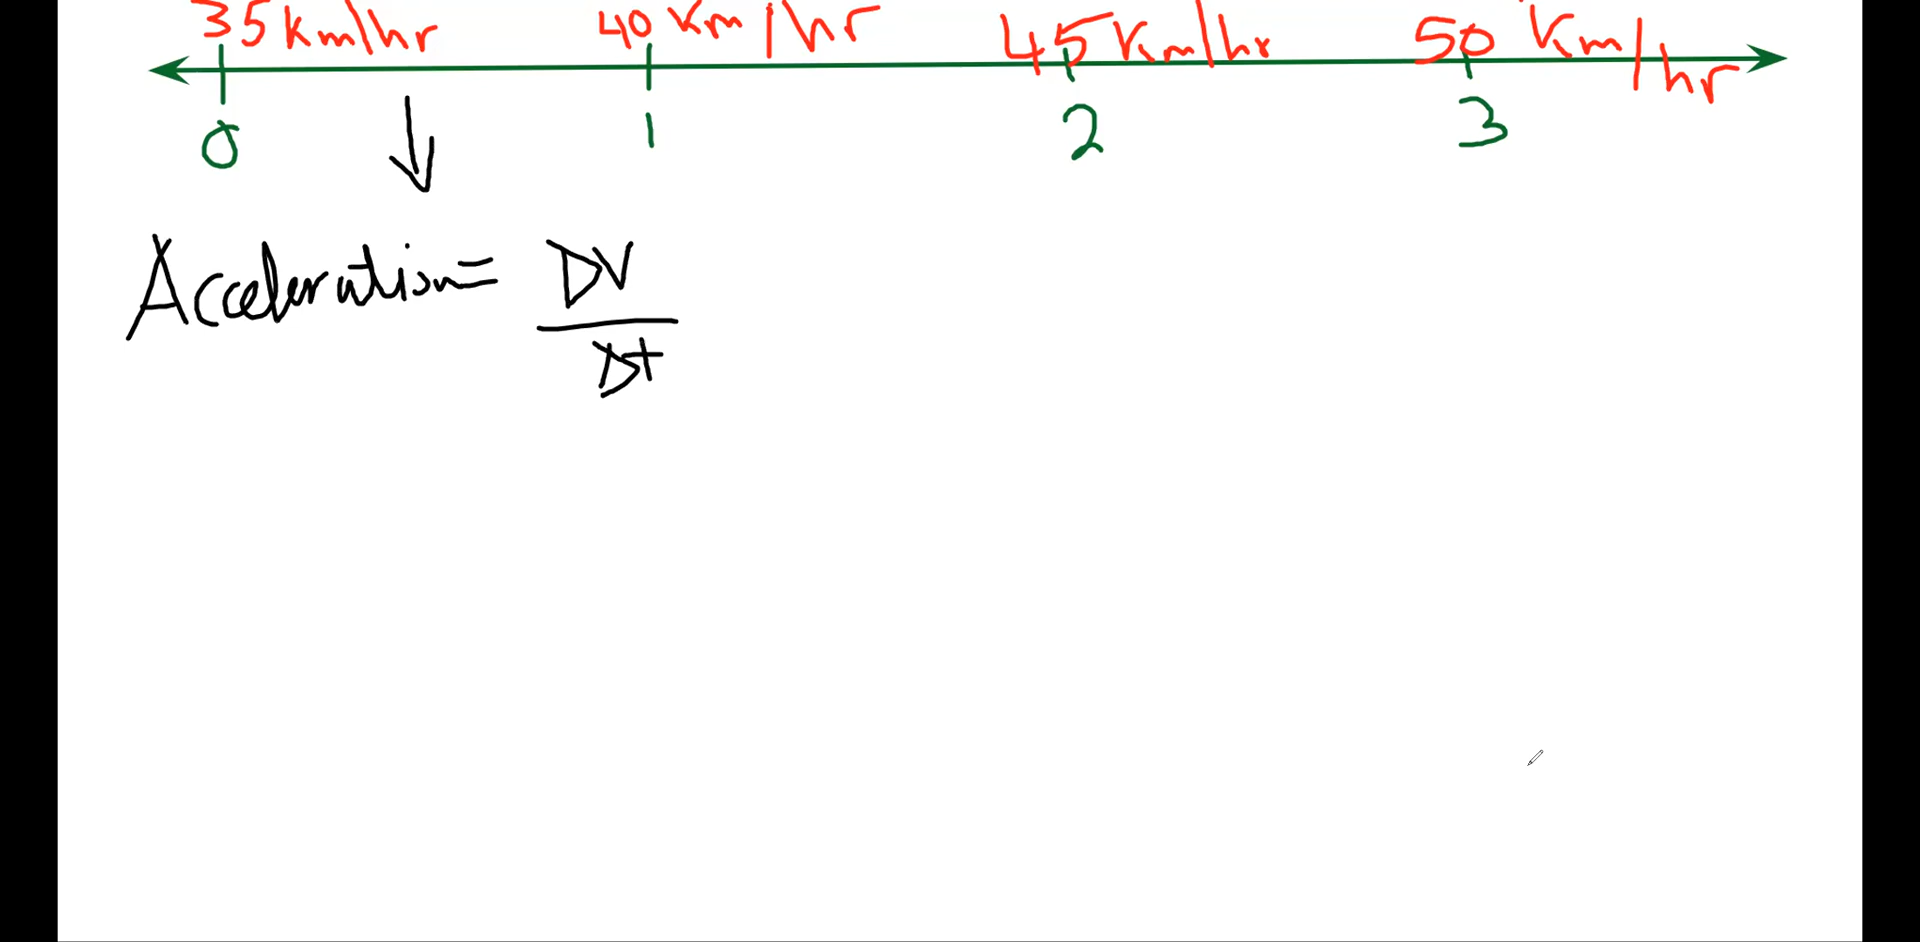 35 km/hr 40 km/hr 45 km/hr 50 km/hr
0 1 2 3
Acceleration = ΔV
Δt